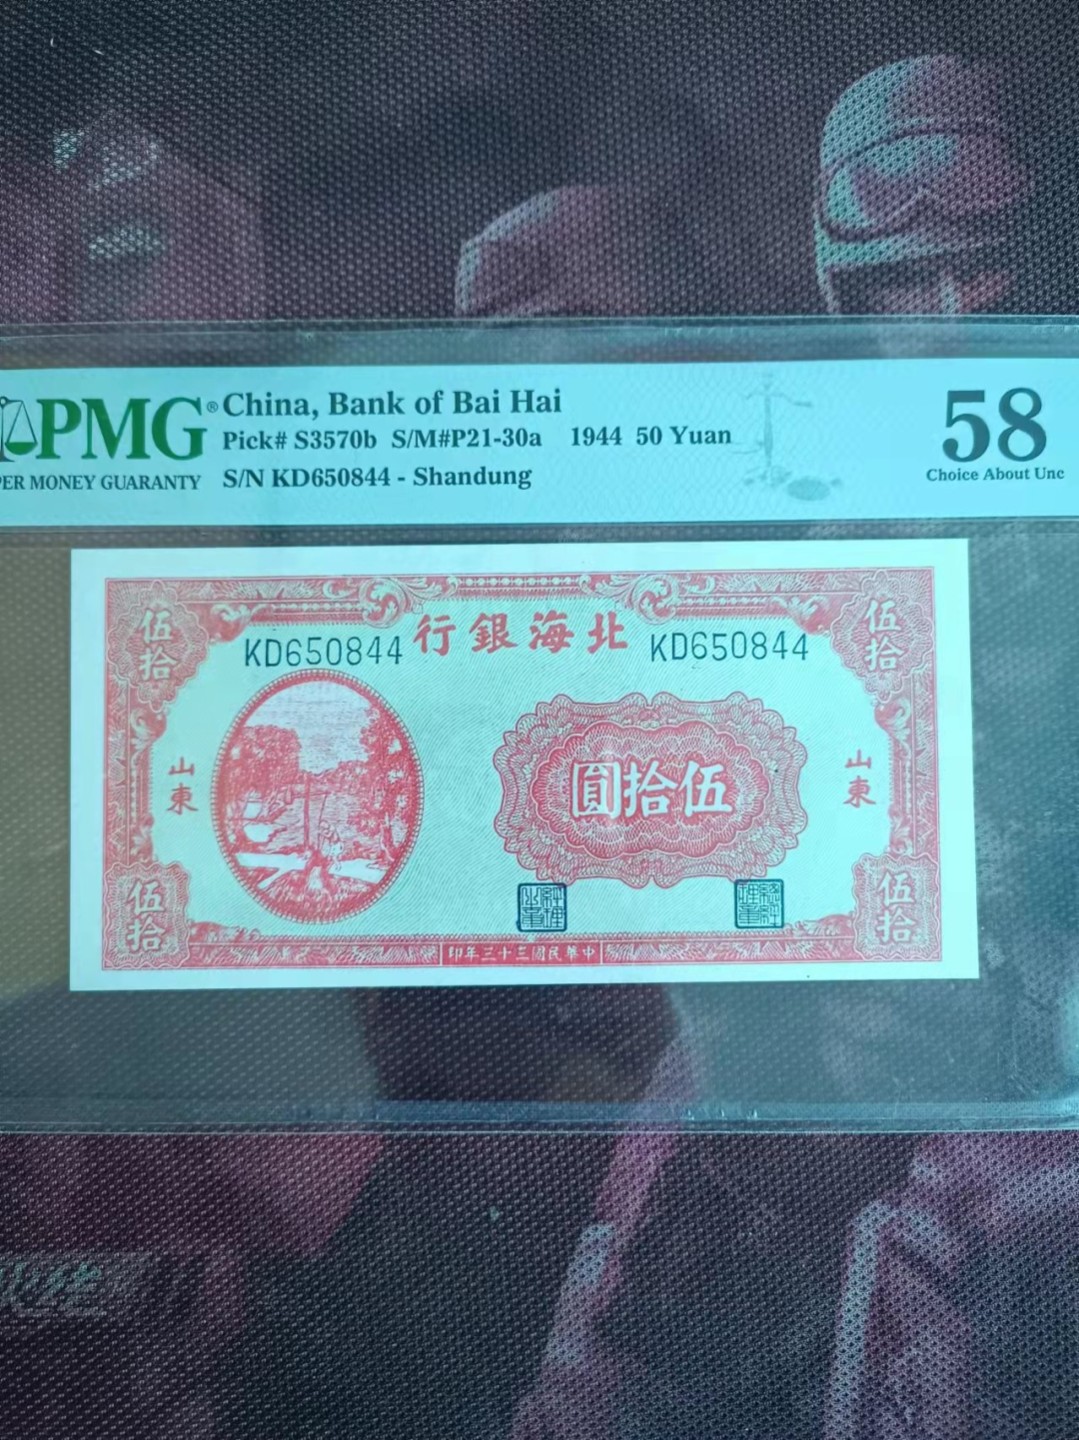 PMG® China, Bank of Bai Hai
Pick# S3570b S/M#P21-30a 1944 50 Yuan
ER MONEY GUARANTY S/N KD650844 - Shandung
58
Choice About Unc
伍拾
伍拾
行銀海北
KD650844
KD650844
山東
山東
圓拾伍
伍拾
伍拾
印年三十三國民華中